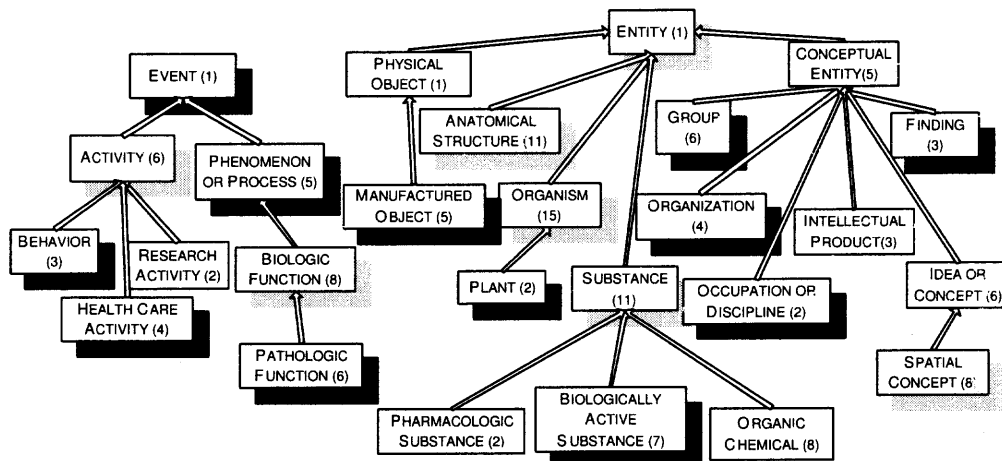 ENTITY (1)
EVENT (1)
PHYSICAL
OBJECT
(1)
CONCEPTUAL
ENTITY(5)
ANATOMICAL
STRUCTURE (11)
GROUP
(6)
FINDING
(3)
ACTIVITY (6)
PHENOMENON
OR PROCESS (5)
MANUFACTURED
OBJECT (5)
ORGANISM
(15)
ORGANIZATION
(4)
INTELLECTUAL
PRODUCT(3)
BEHAVIOR
(3)
RESEARCH
ACTIVITY (2)
BIOLOGIC
FUNCTION (8)
PLANT (2)
SUBSTANCE
(11)
OCCUPATION OR
DISCIPLINE (2)
IDEA OR
CONCEPT (6)
HEALTH CARE
ACTIVITY (4)
PATHOLOGIC
FUNCTION (6)
SPATIAL
CONCEPT (8)
PHARMACOLOGIC
SUBSTANCE (2)
BIOLOGICALLY
ACTIVE
SUBSTANCE (7)
ORGANIC
CHEMICAL (8)